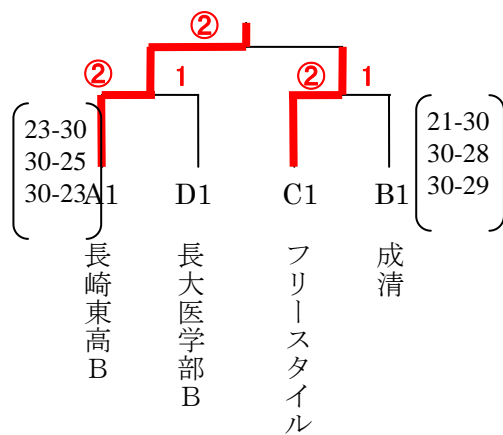 ②
② 1 ② 1
23-30
30-25
30-23
21-30
30-28
30-29
A1 D1 C1 B1
長崎東高B
長大医学部B
フリースタイル
成清